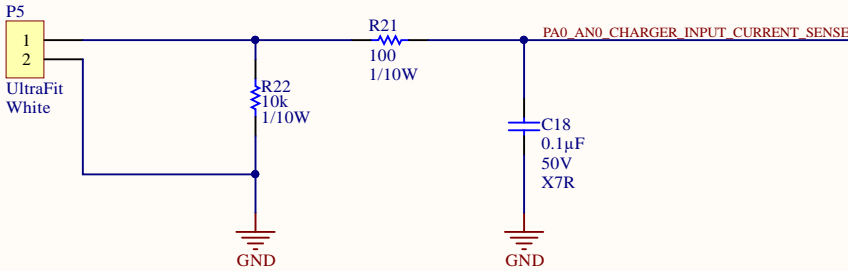 P5
1
2
UltraFit
White
R21
100
1/10W
PA0_AN0_CHARGER_INPUT_CURRENT_SENSE
R22
10k
1/10W
C18
0.1µF
50V
X7R
GND
GND